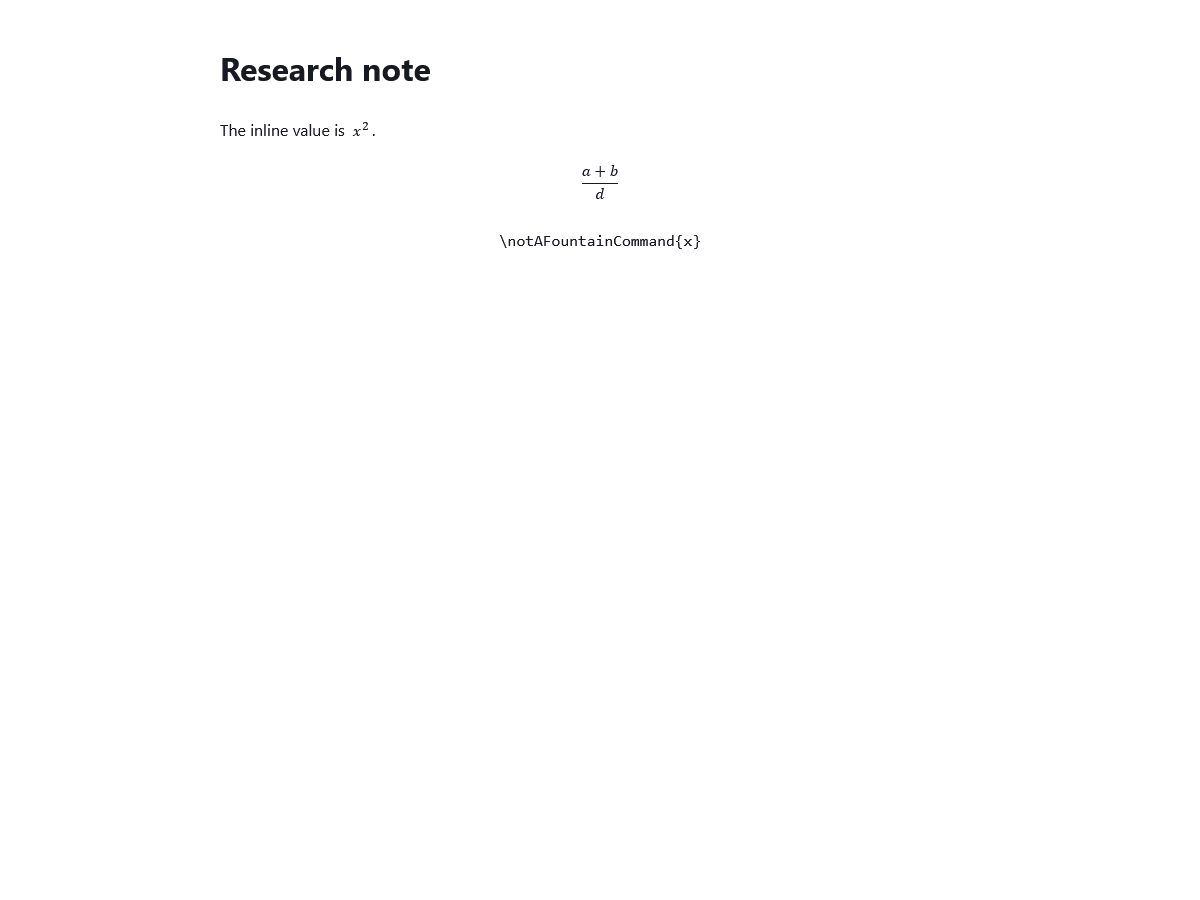 Research note
The inline value is x².
a + b
d
\notAFountainCommand{x}